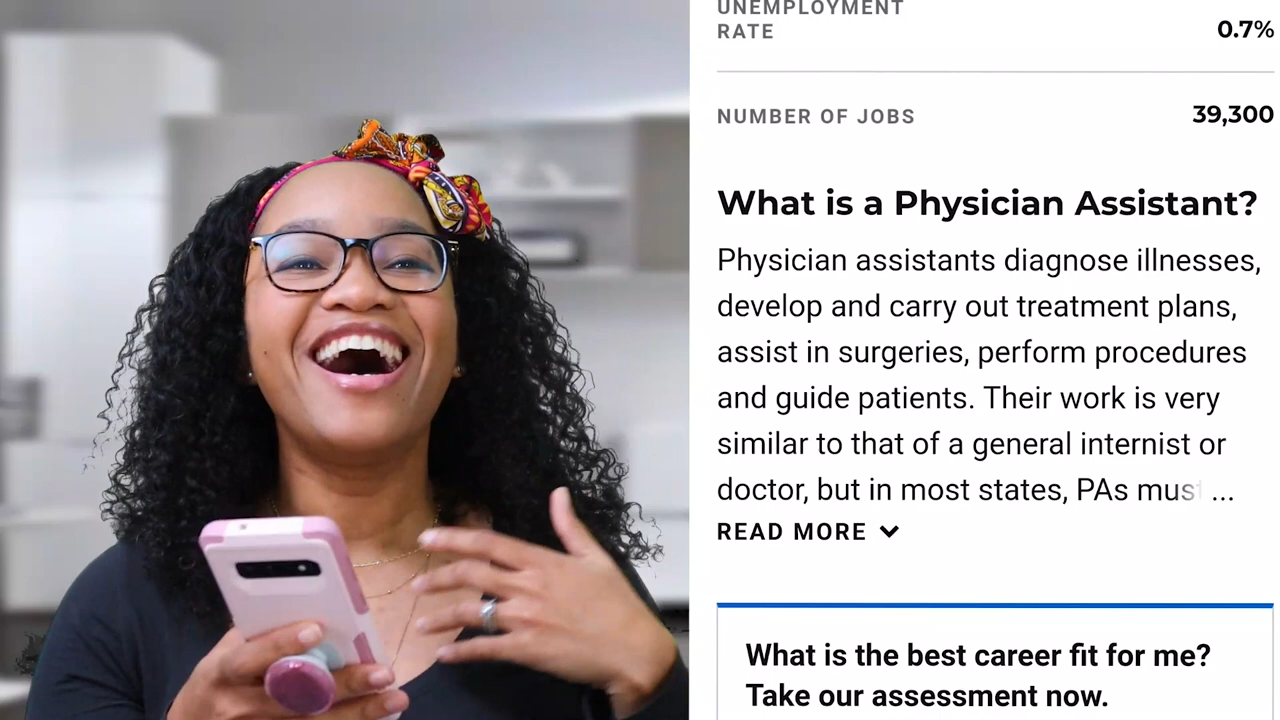 UNEMPLOYMENT
RATE
0.7%
NUMBER OF JOBS
39,300
What is a Physician Assistant?
Physician assistants diagnose illnesses,
develop and carry out treatment plans,
assist in surgeries, perform procedures
and guide patients. Their work is very
similar to that of a general internist or
doctor, but in most states, PAs must ...
READ MORE
What is the best career fit for me?
Take our assessment now.